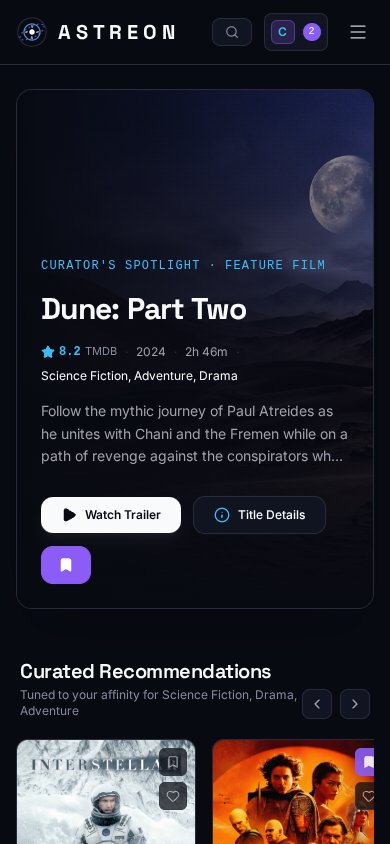 ASTREON
C 2
CURATOR'S SPOTLIGHT · FEATURE FILM
Dune: Part Two
8.2 TMDB · 2024 · 2h 46m ·
Science Fiction, Adventure, Drama
Follow the mythic journey of Paul Atreides as
he unites with Chani and the Fremen while on a
path of revenge against the conspirators wh...
Watch Trailer
Title Details
Curated Recommendations
Tuned to your affinity for Science Fiction, Drama,
Adventure
INTERSTELLA